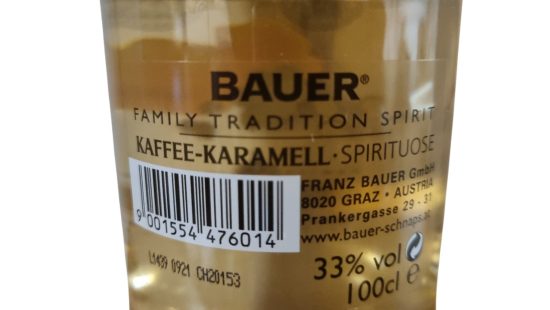 BAUER®
FAMILY TRADITION SPIRIT
KAFFEE-KARAMELL · SPIRITUOSE
FRANZ BAUER GmbH
8020 GRAZ · AUSTRIA
Prankergasse 29 - 31
www.bauer-schnaps.at
9 001554 476014
L1439 0921 CH20153
33% vol
100cl e